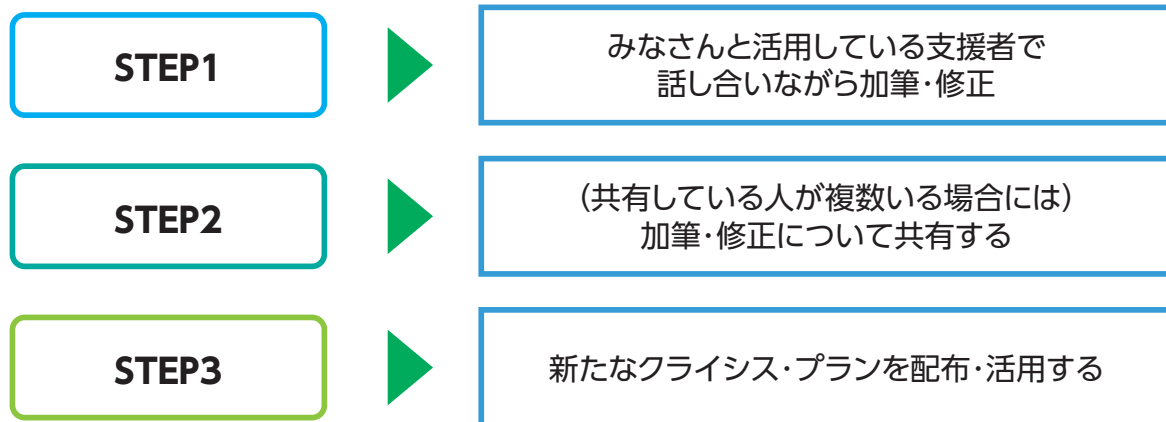 STEP1
みなさんと活用している支援者で
話し合いながら加筆･修正
STEP2
(共有している人が複数いる場合には)
加筆･修正について共有する
STEP3
新たなクライシス･プランを配布･活用する